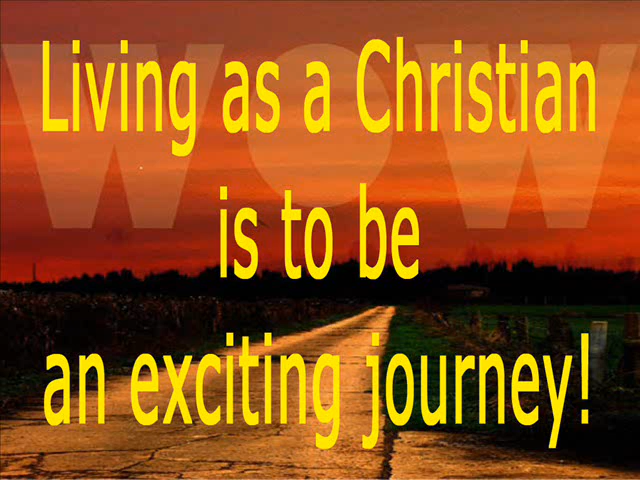 WOW
Living as a Christian
is to be
an exciting journey!